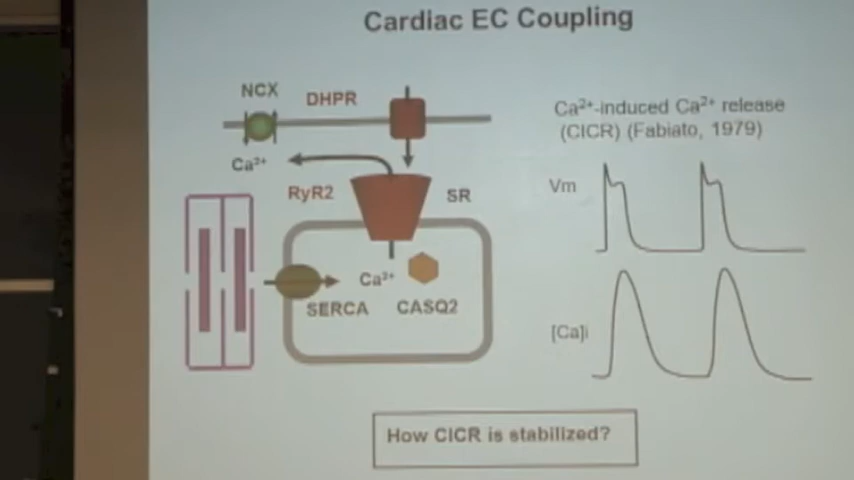 Cardiac EC Coupling
NCX
DHPR
Ca²⁺-induced Ca²⁺ release
(CICR) (Fabiato, 1979)
Ca²⁺
RyR2
SR
Vm
Ca²⁺
SERCA
CASQ2
[Ca]i
How CICR is stabilized?